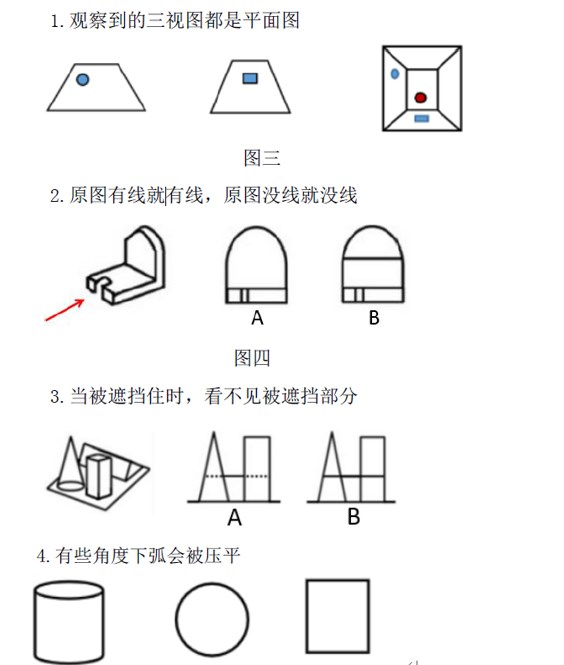 1.观察到的三视图都是平面图
图三
2.原图有线就有线，原图没线就没线
A
B
图四
3.当被遮挡住时，看不见被遮挡部分
A
B
4.有些角度下弧会被压平